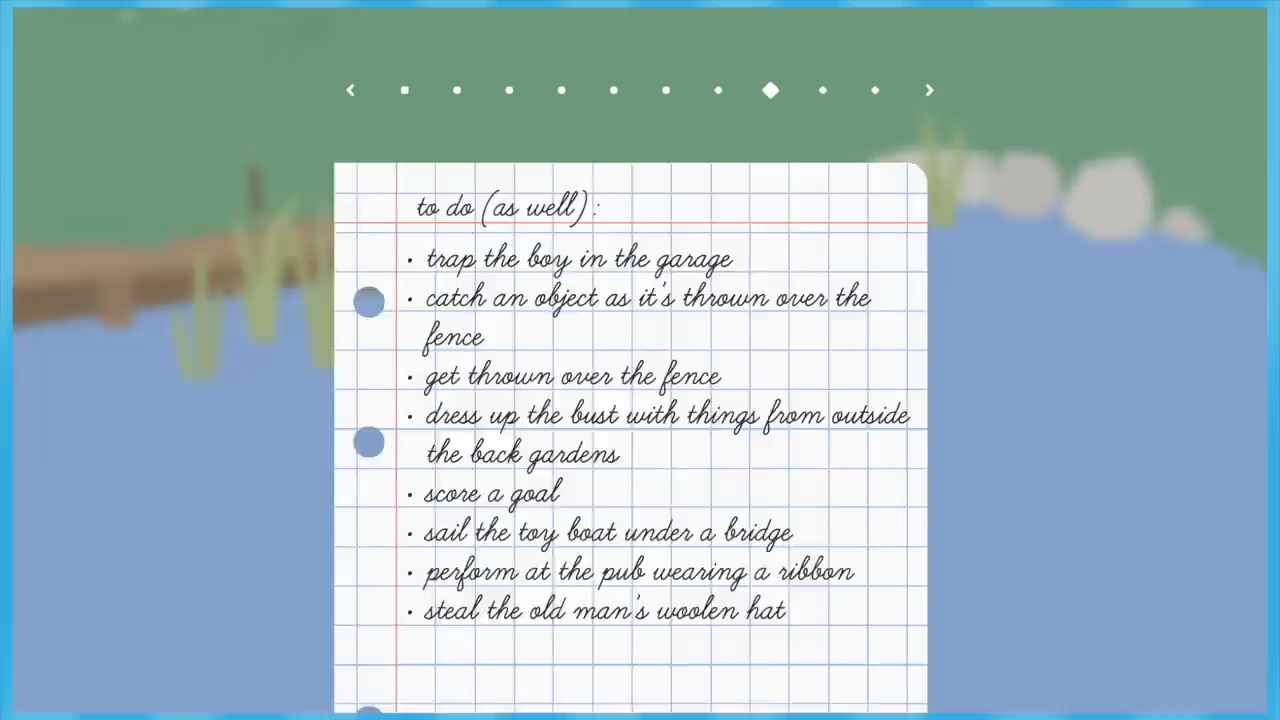 to do (as well):
• trap the boy in the garage
• catch an object as it's thrown over the
fence
• get thrown over the fence
• dress up the bust with things from outside
the back gardens
• score a goal
• sail the toy boat under a bridge
• perform at the pub wearing a ribbon
• steal the old man's woolen hat